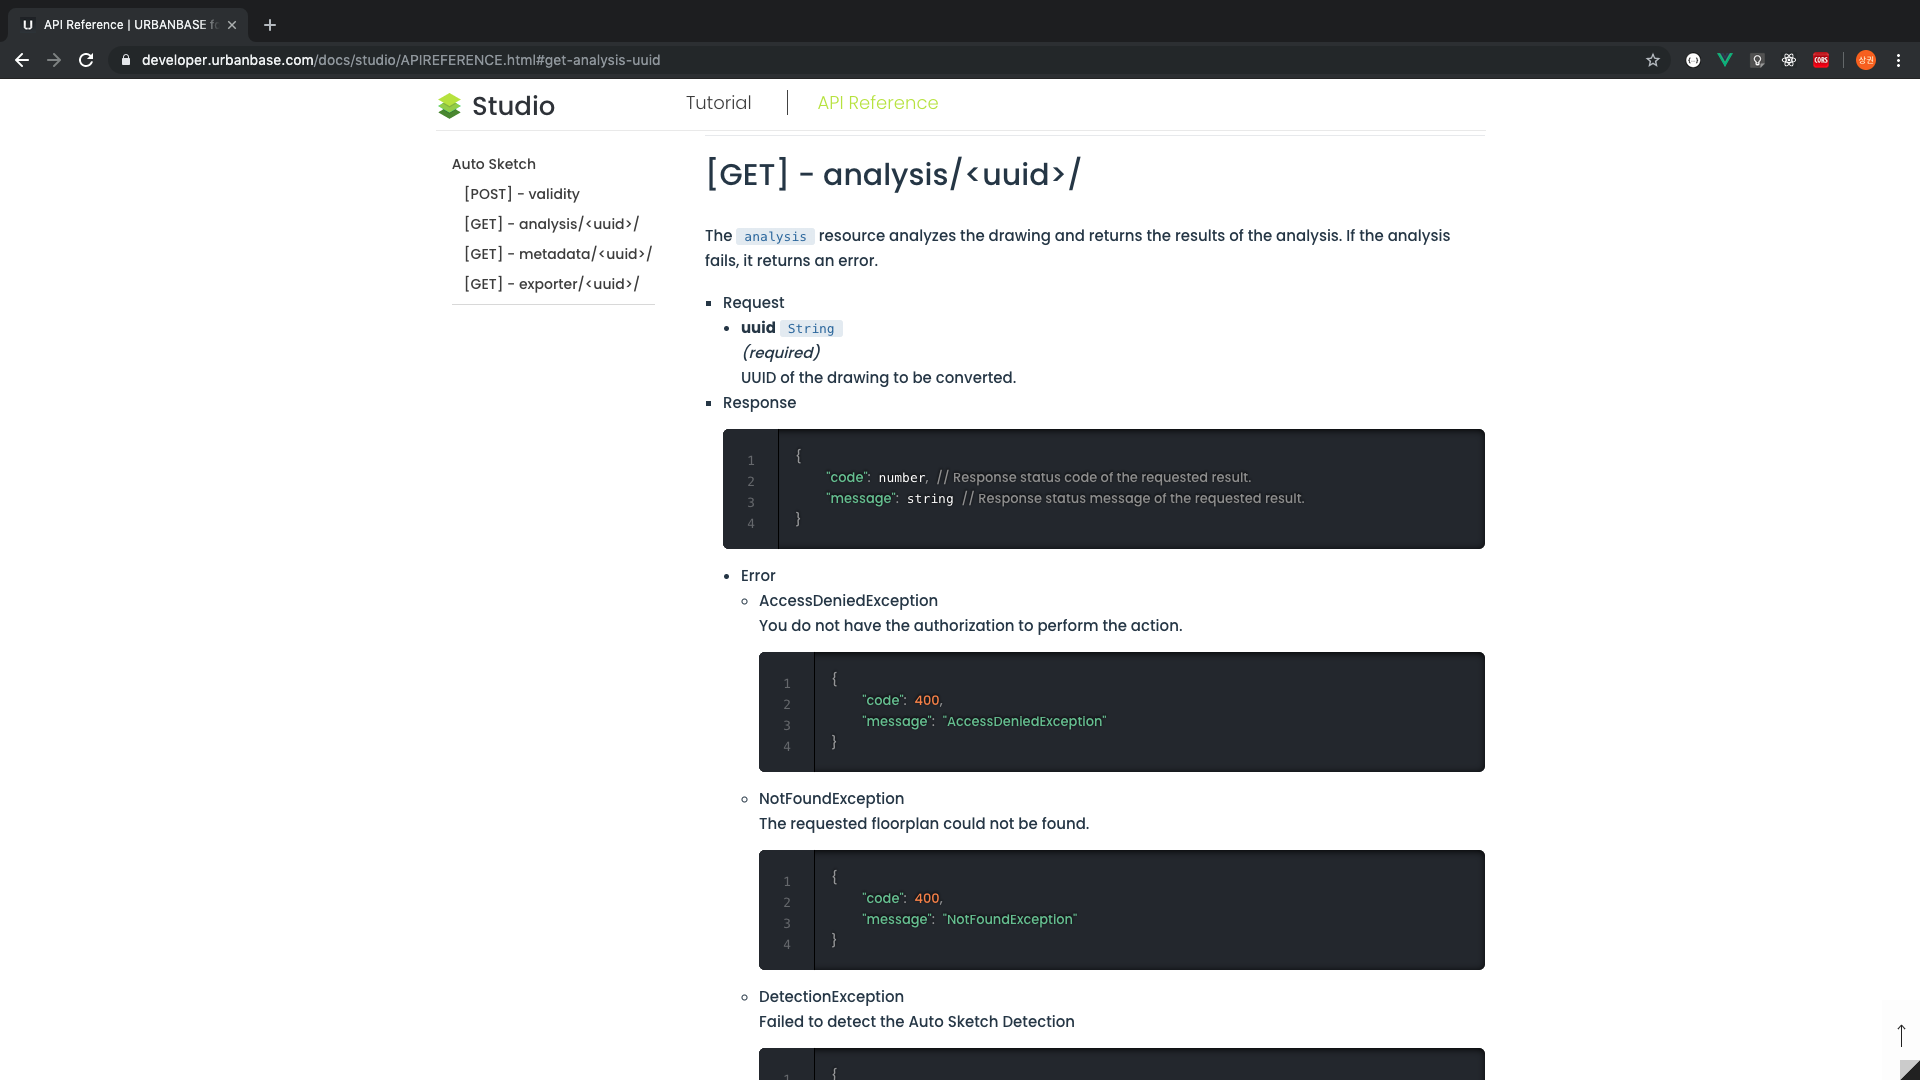 API Reference | URBANBASE fo
developer.urbanbase.com/docs/studio/APIREFERENCE.html#get-analysis-uuid
CORS
상권
Studio
Tutorial
API Reference
Auto Sketch
[POST] - validity
[GET] - analysis/<uuid>/
[GET] - metadata/<uuid>/
[GET] - exporter/<uuid>/
[GET] - analysis/<uuid>/
The analysis resource analyzes the drawing and returns the results of the analysis. If the analysis
fails, it returns an error.
Request
uuid String
(required)
UUID of the drawing to be converted.
Response
1 {
2 "code": number, // Response status code of the requested result.
3 "message": string // Response status message of the requested result.
4 }
Error
AccessDeniedException
You do not have the authorization to perform the action.
1 {
2 "code": 400,
3 "message": "AccessDeniedException"
4 }
NotFoundException
The requested floorplan could not be found.
1 {
2 "code": 400,
3 "message": "NotFoundException"
4 }
DetectionException
Failed to detect the Auto Sketch Detection
1 {